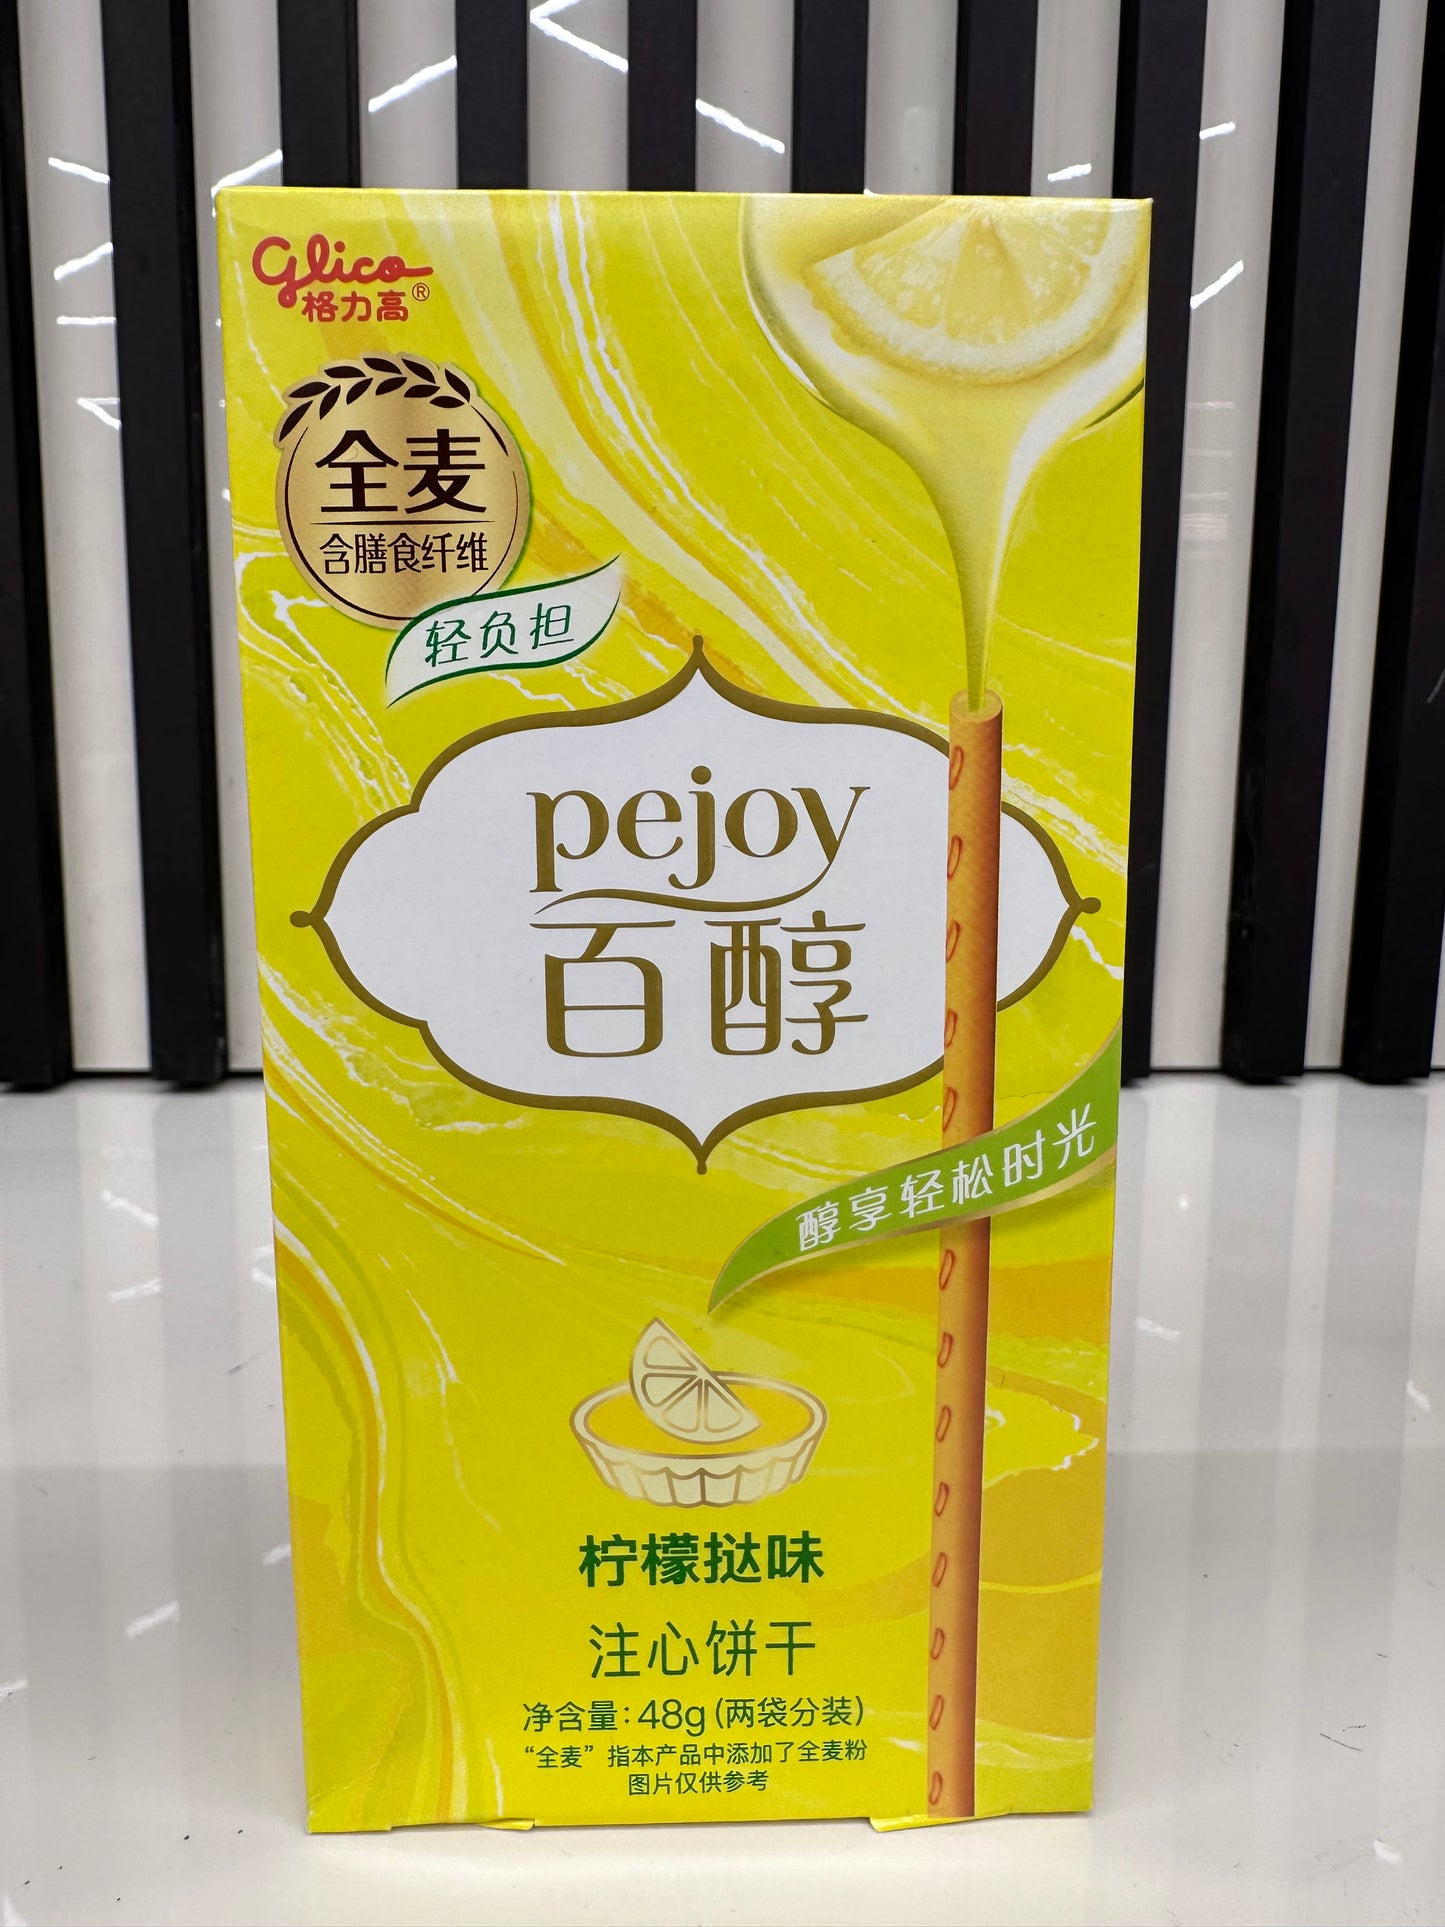 Glico
格力高®
全麦
含膳食纤维
轻负担
pejoy
百醇
醇享轻松时光
柠檬挞味
注心饼干
净含量:48g(两袋分装)
“全麦”指本产品中添加了全麦粉
图片仅供参考